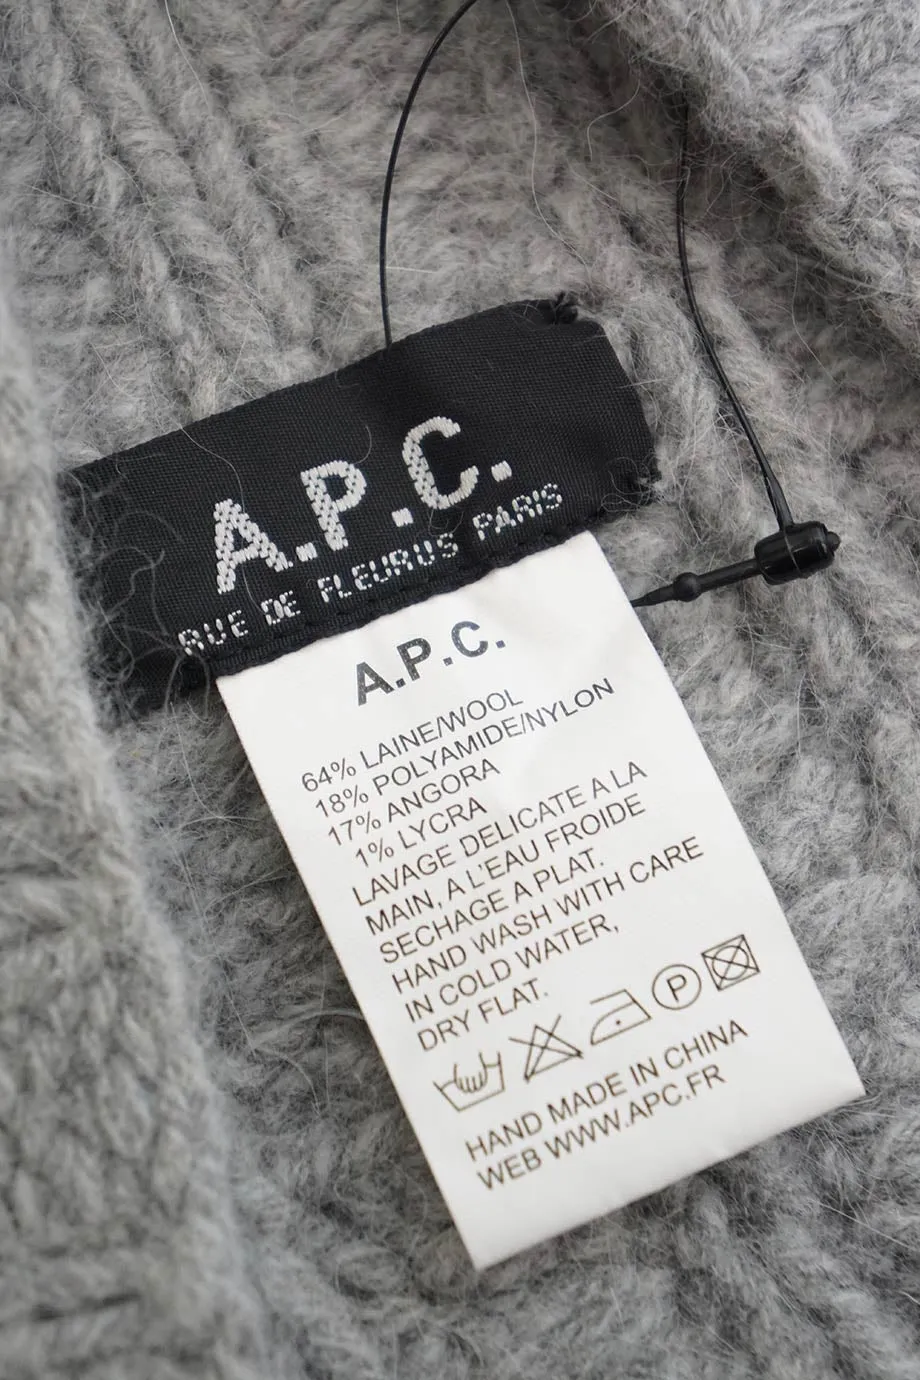 A.P.C.
RUE DE FLEURUS PARIS
A.P.C.
64% LAINE/WOOL
18% POLYAMIDE/NYLON
17% ANGORA
1% LYCRA
LAVAGE DELICATE A LA
MAIN, A L'EAU FROIDE
SECHAGE A PLAT.
HAND WASH WITH CARE
IN COLD WATER,
DRY FLAT.
P
HAND MADE IN CHINA
WEB WWW.APC.FR